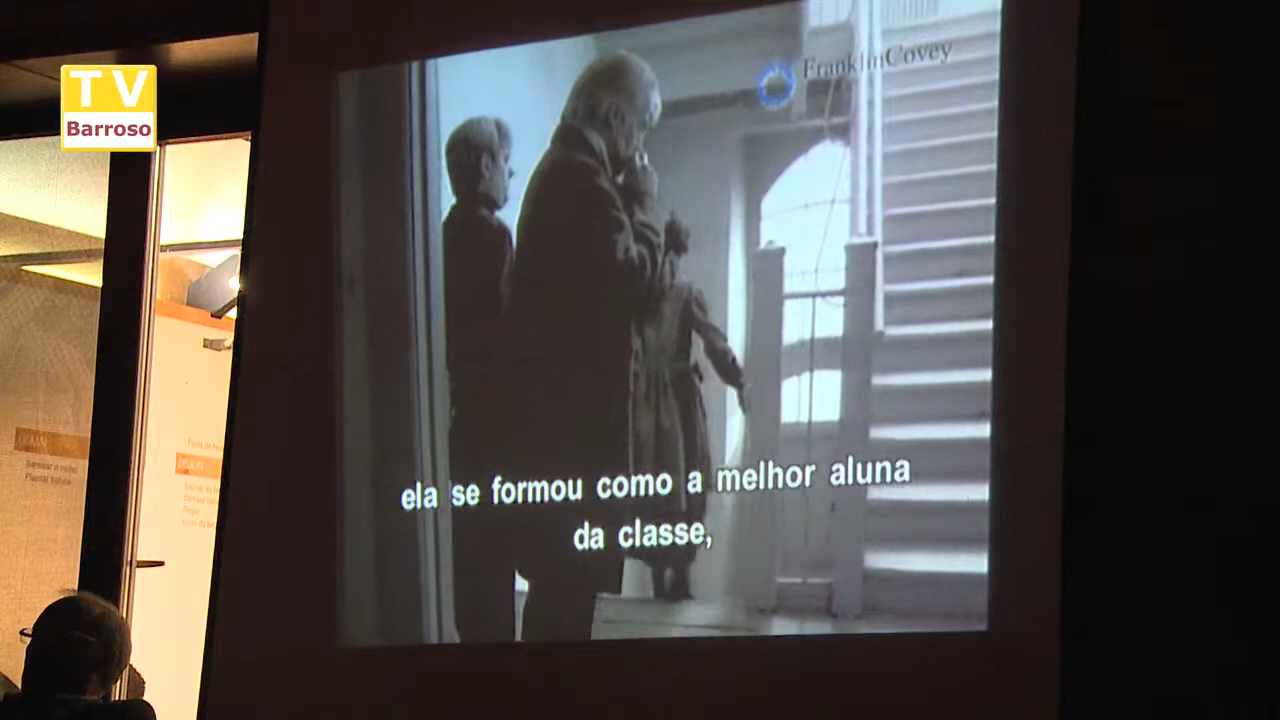 TV
Barroso
FranklinCovey
ela se formou como a melhor aluna
da classe,